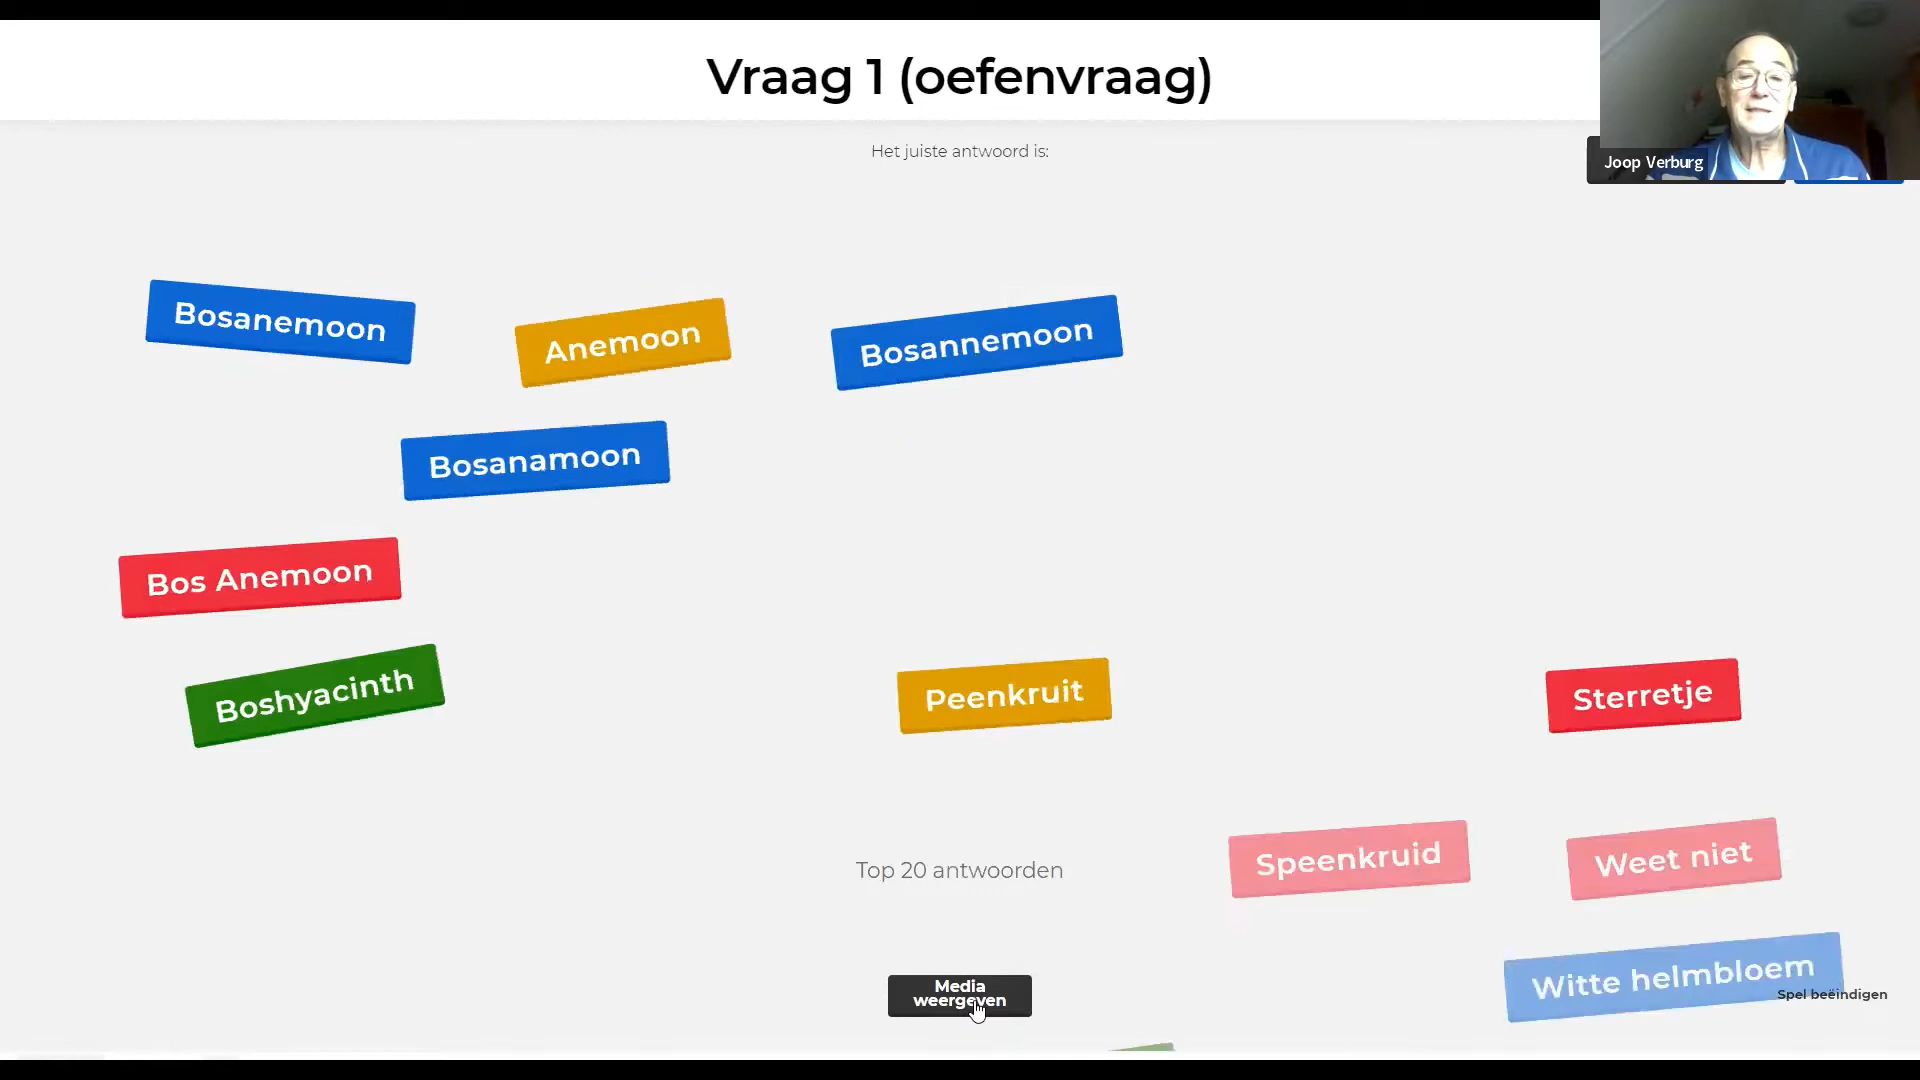 Vraag 1 (oefenvraag)
Het juiste antwoord is:
Joop Verburg
Bosanemoon
Anemoon
Bosannemoon
Bosanamoon
Bos Anemoon
Boshyacinth
Peenkruit
Sterretje
Top 20 antwoorden
Speenkruid
Weet niet
Witte helmbloem
Media
weergeven
Spel beëindigen